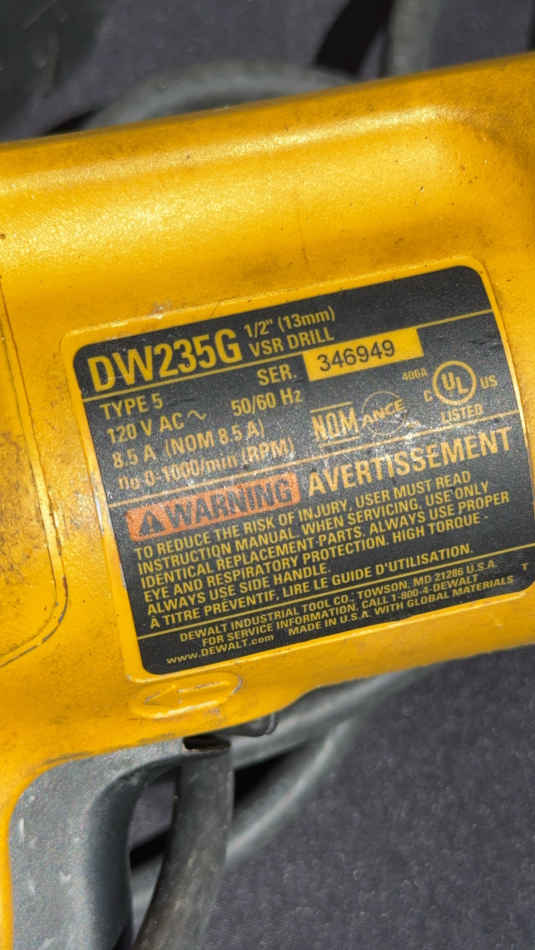 DW235G 1/2" (13mm)
VSR DRILL
TYPE 5 SER. 346949
120 V AC~ 50/60 Hz
8.5 A (NOM 8.5 A) NOM ANCE 406A C UL US
no 0-1000/min (RPM) LISTED
WARNING AVERTISSEMENT
TO REDUCE THE RISK OF INJURY, USER MUST READ
INSTRUCTION MANUAL. WHEN SERVICING, USE ONLY
IDENTICAL REPLACEMENT PARTS. ALWAYS USE PROPER
EYE AND RESPIRATORY PROTECTION. HIGH TORQUE -
ALWAYS USE SIDE HANDLE.
À TITRE PRÉVENTIF, LIRE LE GUIDE D'UTILISATION.
DEWALT INDUSTRIAL TOOL CO., TOWSON, MD 21286 U.S.A. T
FOR SERVICE INFORMATION, CALL 1-800-4-DEWALT
www.DEWALT.com MADE IN U.S.A. WITH GLOBAL MATERIALS